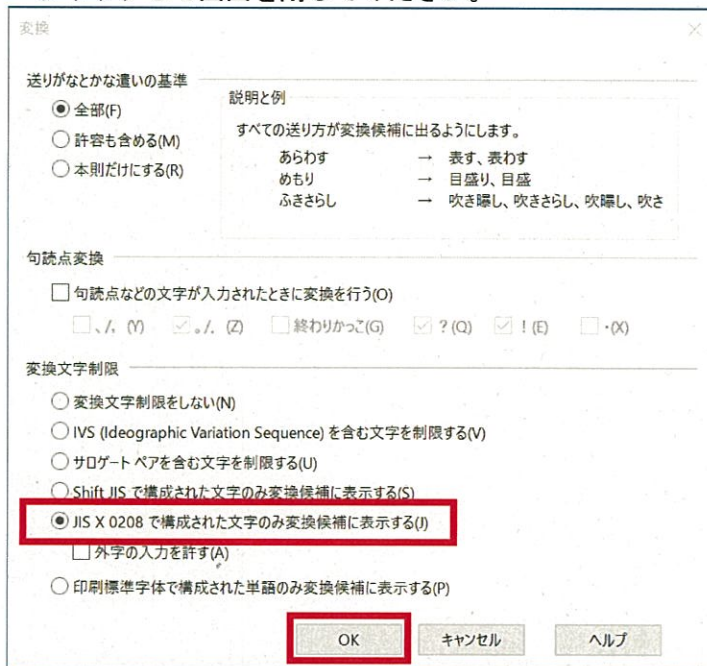 変換
送りがなとかな遣いの基準
全部(F)
許容も含める(M)
本則だけにする(R)
説明と例
すべての送り方が変換候補に出るようにします。
あらわす → 表す、表わす
めもり → 目盛り、目盛
ふきさらし → 吹き曝し、吹きさらし、吹曝し、吹さ
句読点変換
句読点などの文字が入力されたときに変換を行う(O)
、/, (Y) 。/. (Z) 終わりかっこ(G) ?(Q) !(E) ・(X)
変換文字制限
変換文字制限をしない(N)
IVS (Ideographic Variation Sequence) を含む文字を制限する(V)
サロゲート ペアを含む文字を制限する(U)
Shift JIS で構成された文字のみ変換候補に表示する(S)
JIS X 0208 で構成された文字のみ変換候補に表示する(J)
外字の入力を許す(A)
印刷標準字体で構成された単語のみ変換候補に表示する(P)
OK キャンセル ヘルプ